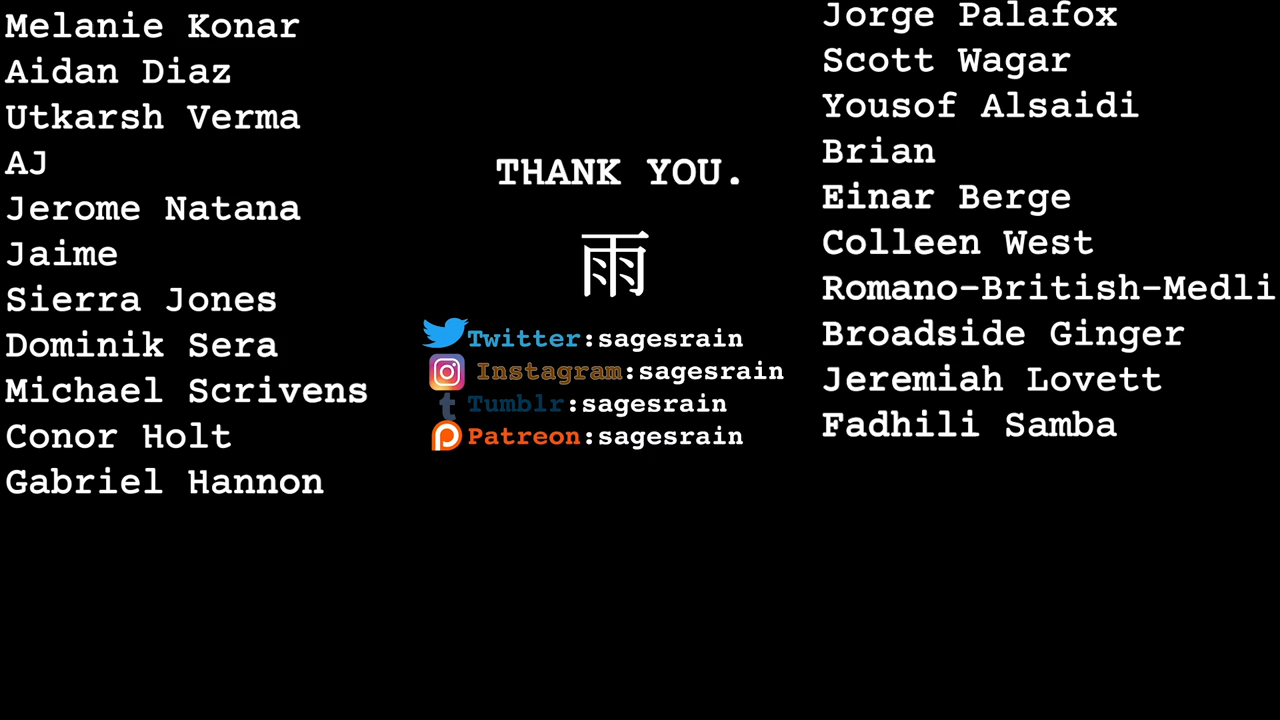 Melanie Konar
Aidan Diaz
Utkarsh Verma
AJ
Jerome Natana
Jaime
Sierra Jones
Dominik Sera
Michael Scrivens
Conor Holt
Gabriel Hannon
THANK YOU.
雨
Twitter:sagesrain
Instagram:sagesrain
Tumblr:sagesrain
Patreon:sagesrain
Jorge Palafox
Scott Wagar
Yousof Alsaidi
Brian
Einar Berge
Colleen West
Romano-British-Medli
Broadside Ginger
Jeremiah Lovett
Fadhili Samba